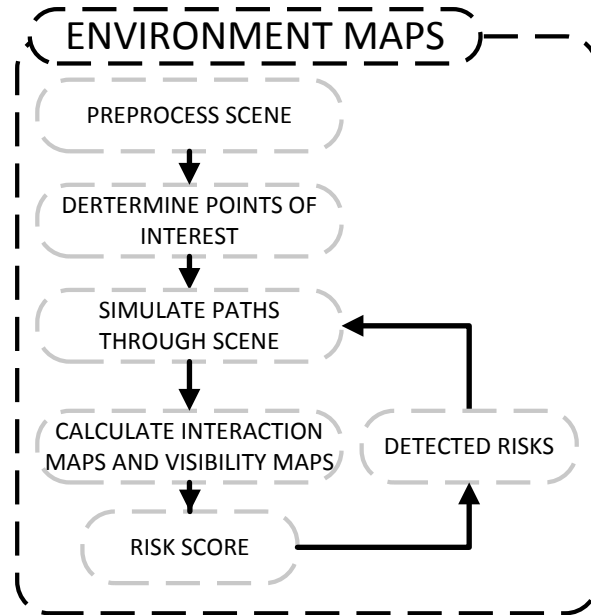 ENVIRONMENT MAPS
PREPROCESS SCENE
DERTERMINE POINTS OF
INTEREST
SIMULATE PATHS
THROUGH SCENE
CALCULATE INTERACTION
MAPS AND VISIBILITY MAPS
DETECTED RISKS
RISK SCORE